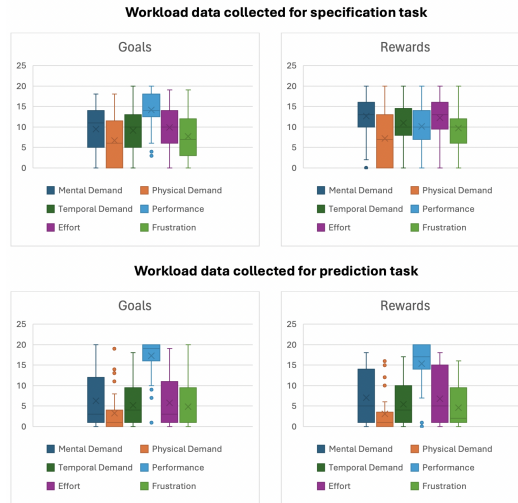 Workload data collected for specification task
Goals
25
20
15
10
5
0
Mental Demand
Physical Demand
Temporal Demand
Performance
Effort
Frustration
Rewards
25
20
15
10
5
0
Mental Demand
Physical Demand
Temporal Demand
Performance
Effort
Frustration
Workload data collected for prediction task
Goals
25
20
15
10
5
0
Mental Demand
Physical Demand
Temporal Demand
Performance
Effort
Frustration
Rewards
25
20
15
10
5
0
Mental Demand
Physical Demand
Temporal Demand
Performance
Effort
Frustration